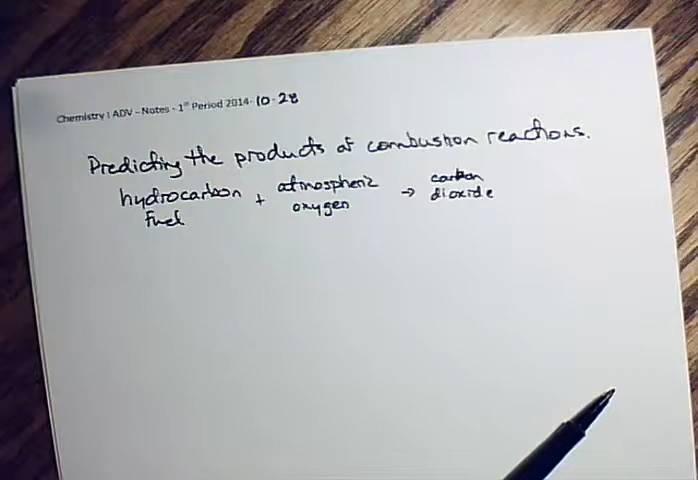 Chemistry I ADV - Notes - 1st Period 2014-10-28
Predicting the products of combustion reactions.
hydrocarbon fuel + atmospheric oxygen → carbon dioxide